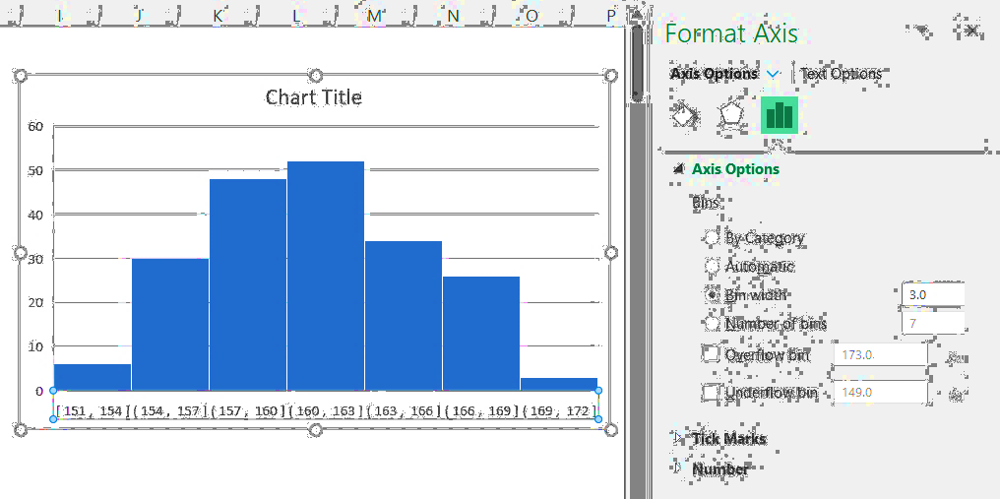 I J K L M N O P
Format Axis
Axis Options Text Options
Chart Title
60
50
40
30
20
10
0
[151, 154] (154, 157] (157, 160] (160, 163] (163, 166] (166, 169] (169, 172]
Axis Options
Bins
By Category
Automatic
Bin width 3.0
Number of bins 7
Overflow bin 173.0
Underflow bin 149.0
Tick Marks
Number